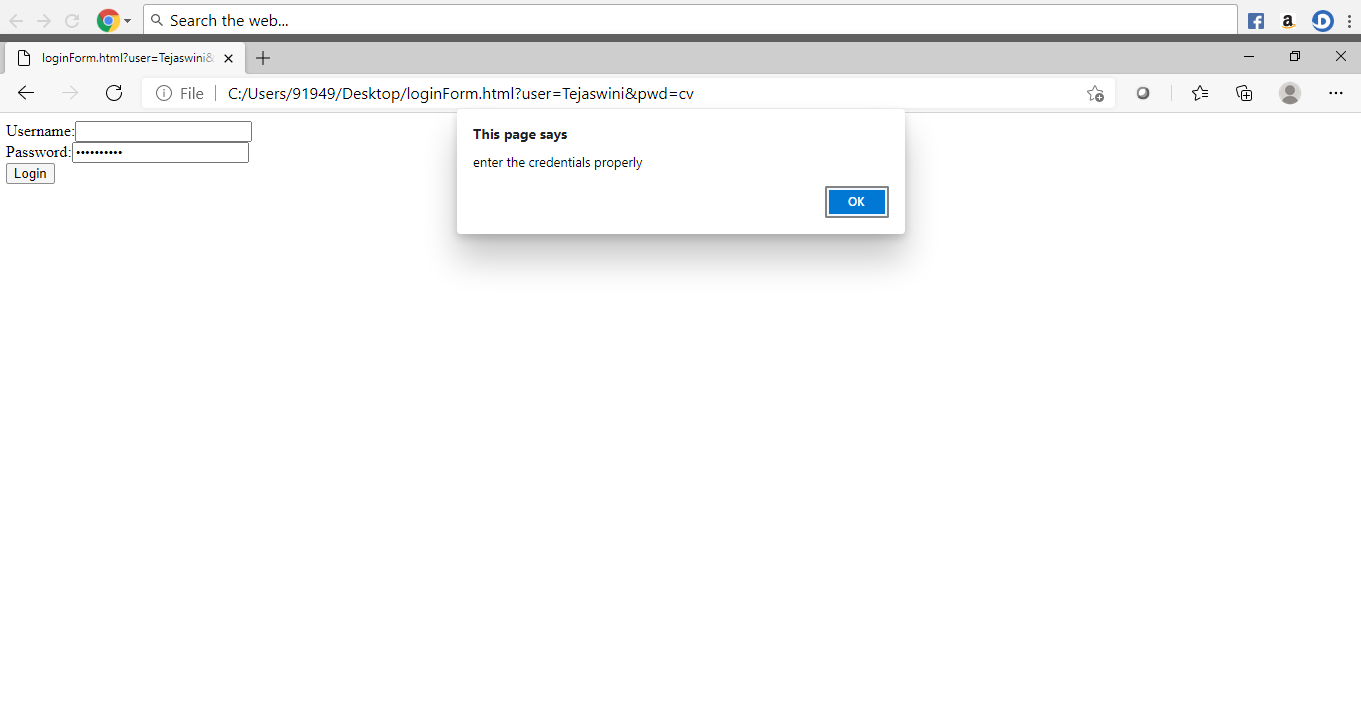 Search the web...
loginForm.html?user=Tejaswini&
File
C:/Users/91949/Desktop/loginForm.html?user=Tejaswini&pwd=cv
Username:
Password: ••••••••••
Login
This page says
enter the credentials properly
OK